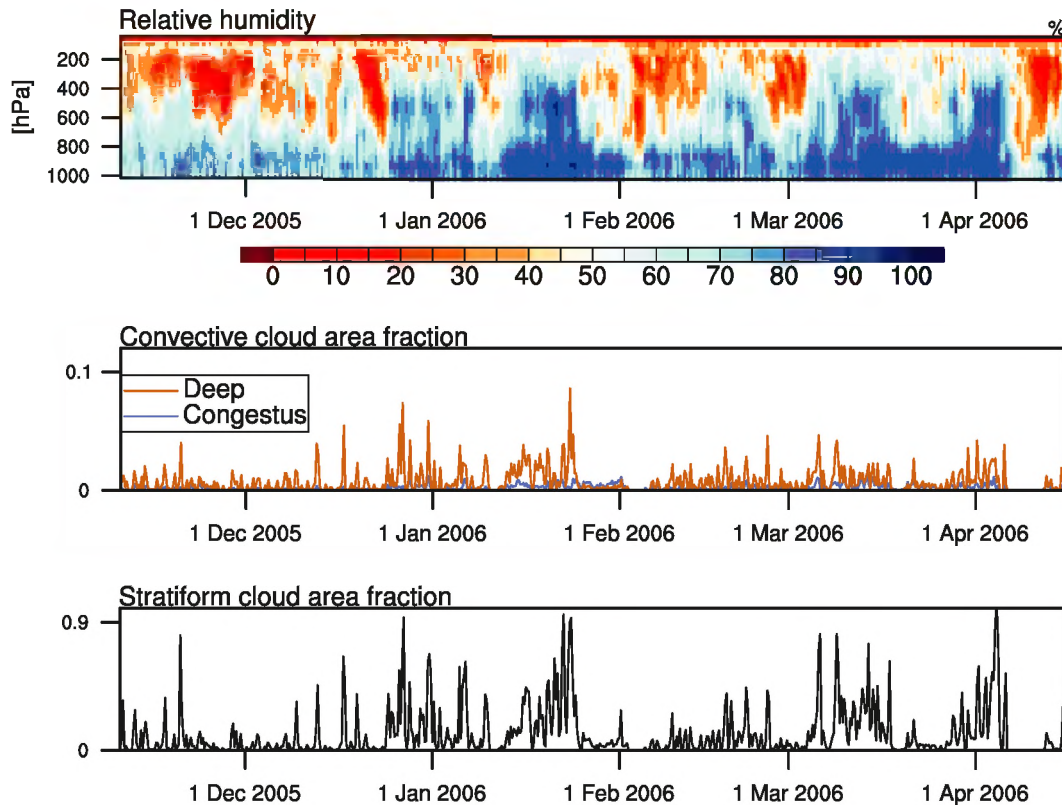 Relative humidity
%
200
400
600
800
1000
[hPa]
1 Dec 2005 1 Jan 2006 1 Feb 2006 1 Mar 2006 1 Apr 2006
0 10 20 30 40 50 60 70 80 90 100
Convective cloud area fraction
0.1
0
Deep
Congestus
1 Dec 2005 1 Jan 2006 1 Feb 2006 1 Mar 2006 1 Apr 2006
Stratiform cloud area fraction
0.9
0
1 Dec 2005 1 Jan 2006 1 Feb 2006 1 Mar 2006 1 Apr 2006